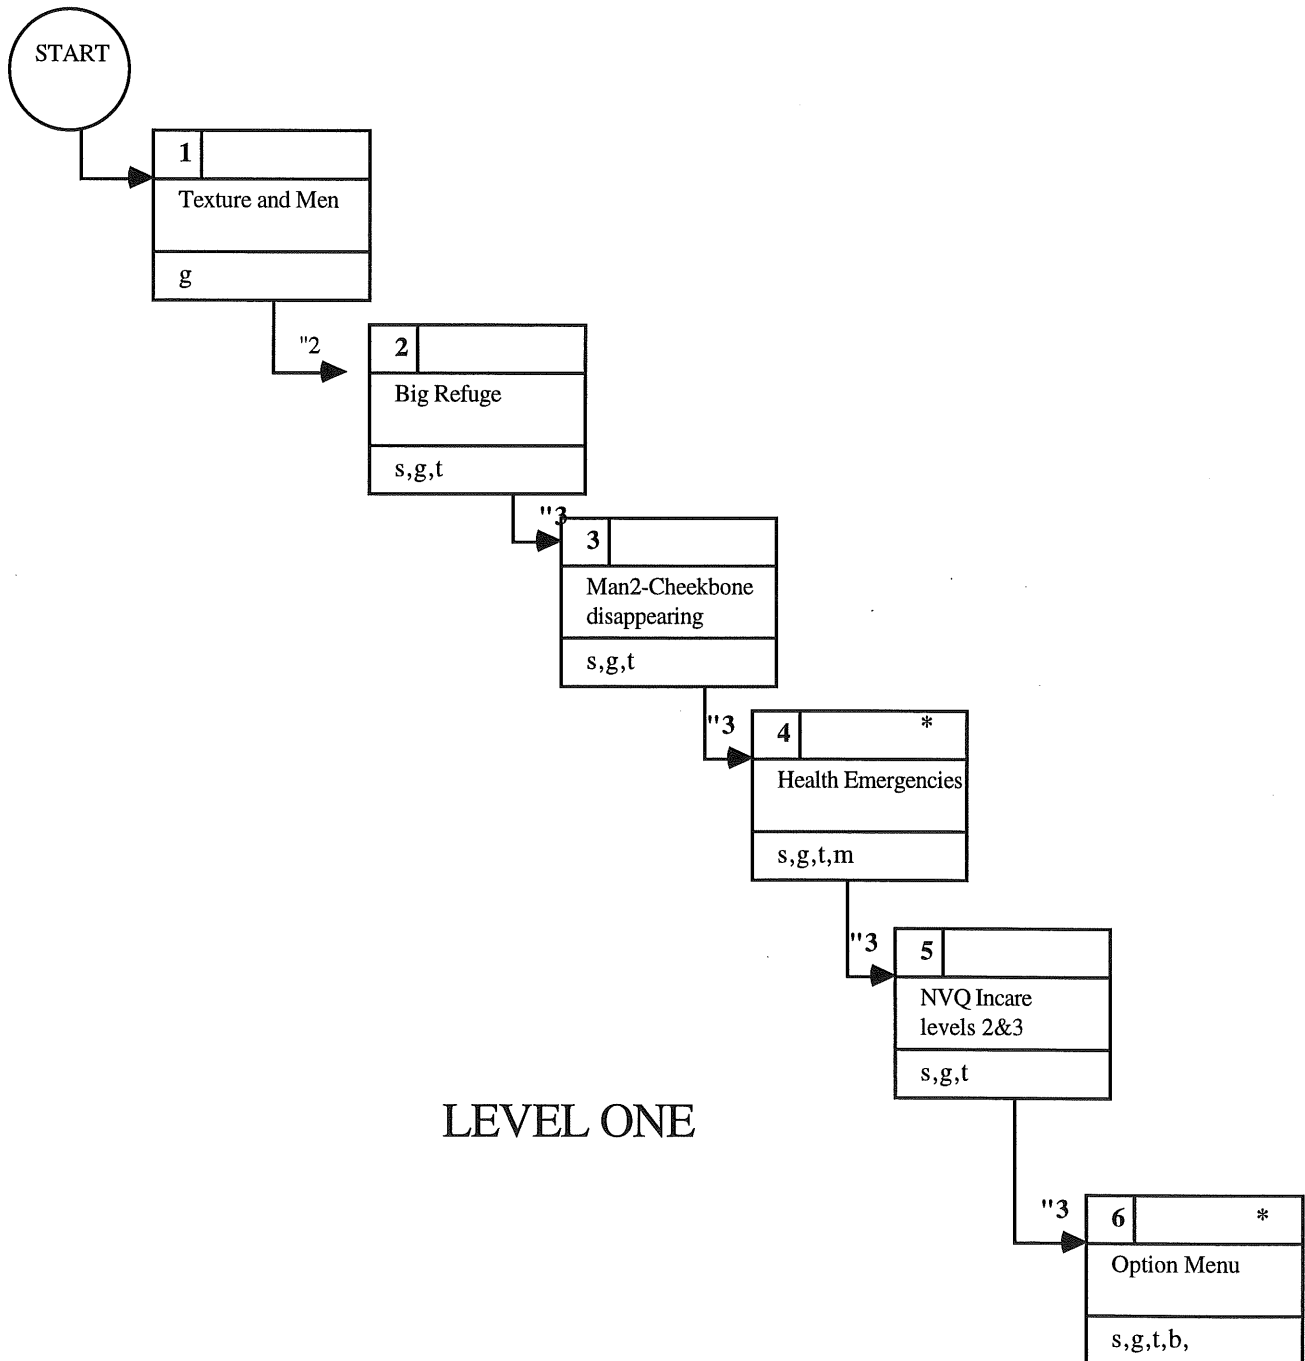 START
1
Texture and Men
g
"2
2
Big Refuge
s,g,t
"3
3
Man2-Cheekbone
disappearing
s,g,t
"3
4 *
Health Emergencies
s,g,t,m
"3
5
NVQ Incare
levels 2&3
s,g,t
LEVEL ONE
"3
6 *
Option Menu
s,g,t,b,